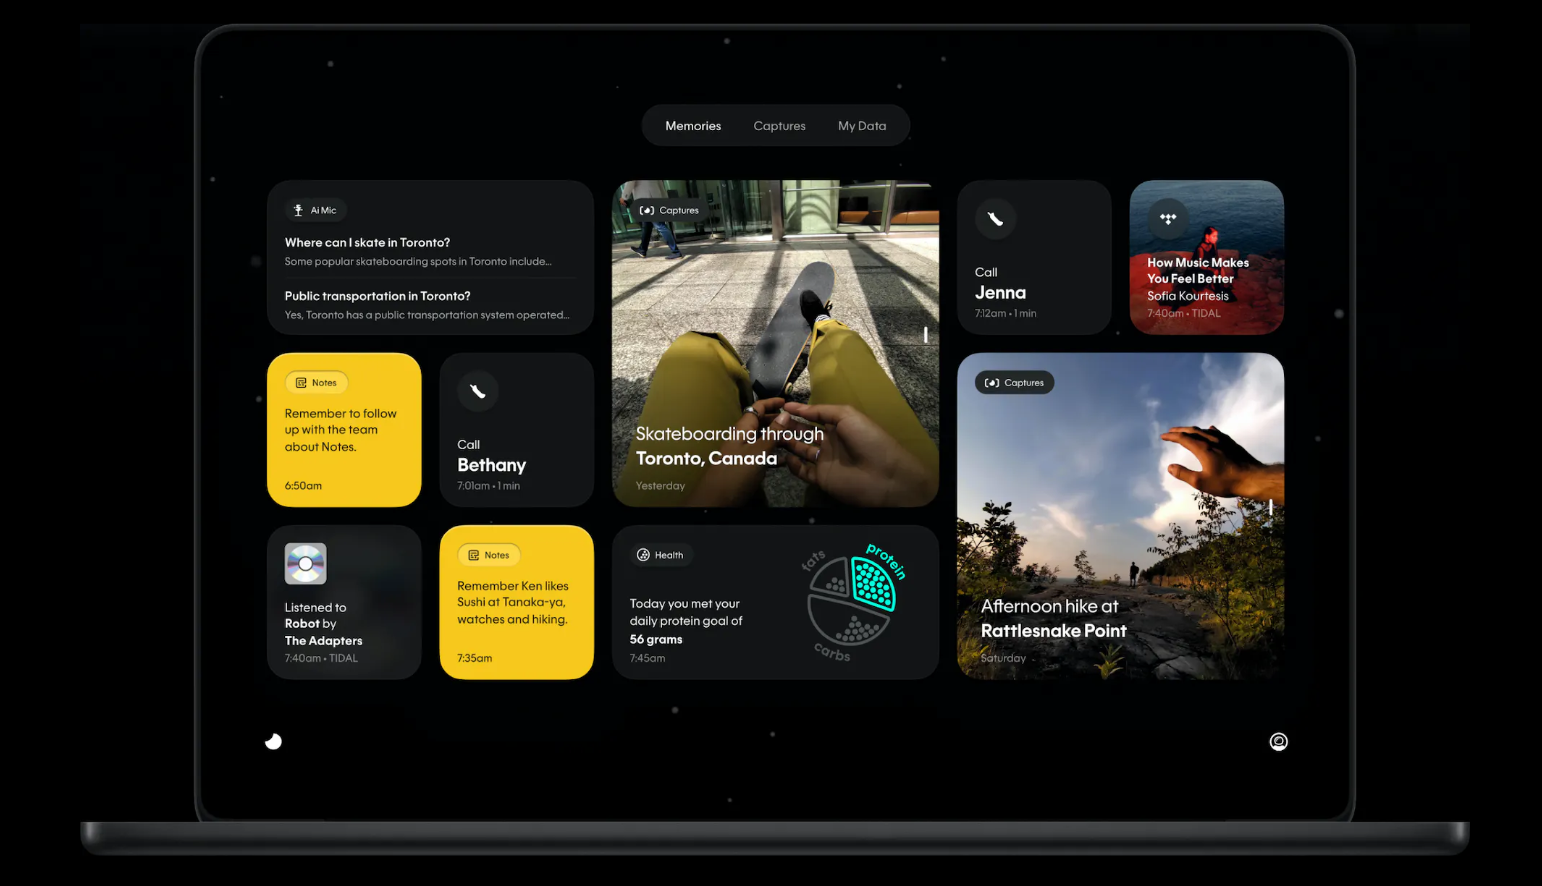 Memories
Captures
My Data
Ai Mic
Where can I skate in Toronto?
Some popular skateboarding spots in Toronto include...
Public transportation in Toronto?
Yes, Toronto has a public transportation system operated...
Captures
Skateboarding through
Toronto, Canada
Yesterday
Call
Jenna
7:12am • 1 min
How Music Makes
You Feel Better
Sofia Kourtesis
7:40am • TIDAL
Notes
Remember to follow
up with the team
about Notes.
6:50am
Call
Bethany
7:01am • 1 min
Captures
Afternoon hike at
Rattlesnake Point
Saturday
Listened to
Robot by
The Adapters
7:40am • TIDAL
Notes
Remember Ken likes
Sushi at Tanaka-ya,
watches and hiking.
7:35am
Health
Today you met your
daily protein goal of
56 grams
7:45am
fats
protein
carbs